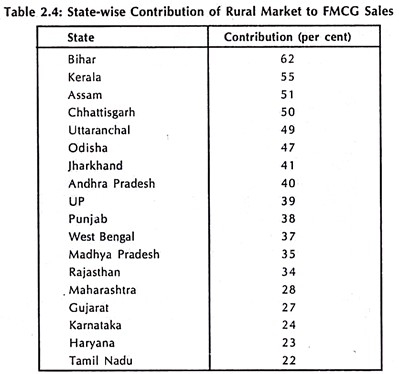 Table 2.4: State-wise Contribution of Rural Market to FMCG Sales
State Contribution (per cent)
Bihar 62
Kerala 55
Assam 51
Chhattisgarh 50
Uttaranchal 49
Odisha 47
Jharkhand 41
Andhra Pradesh 40
UP 39
Punjab 38
West Bengal 37
Madhya Pradesh 35
Rajasthan 34
Maharashtra 28
Gujarat 27
Karnataka 24
Haryana 23
Tamil Nadu 22